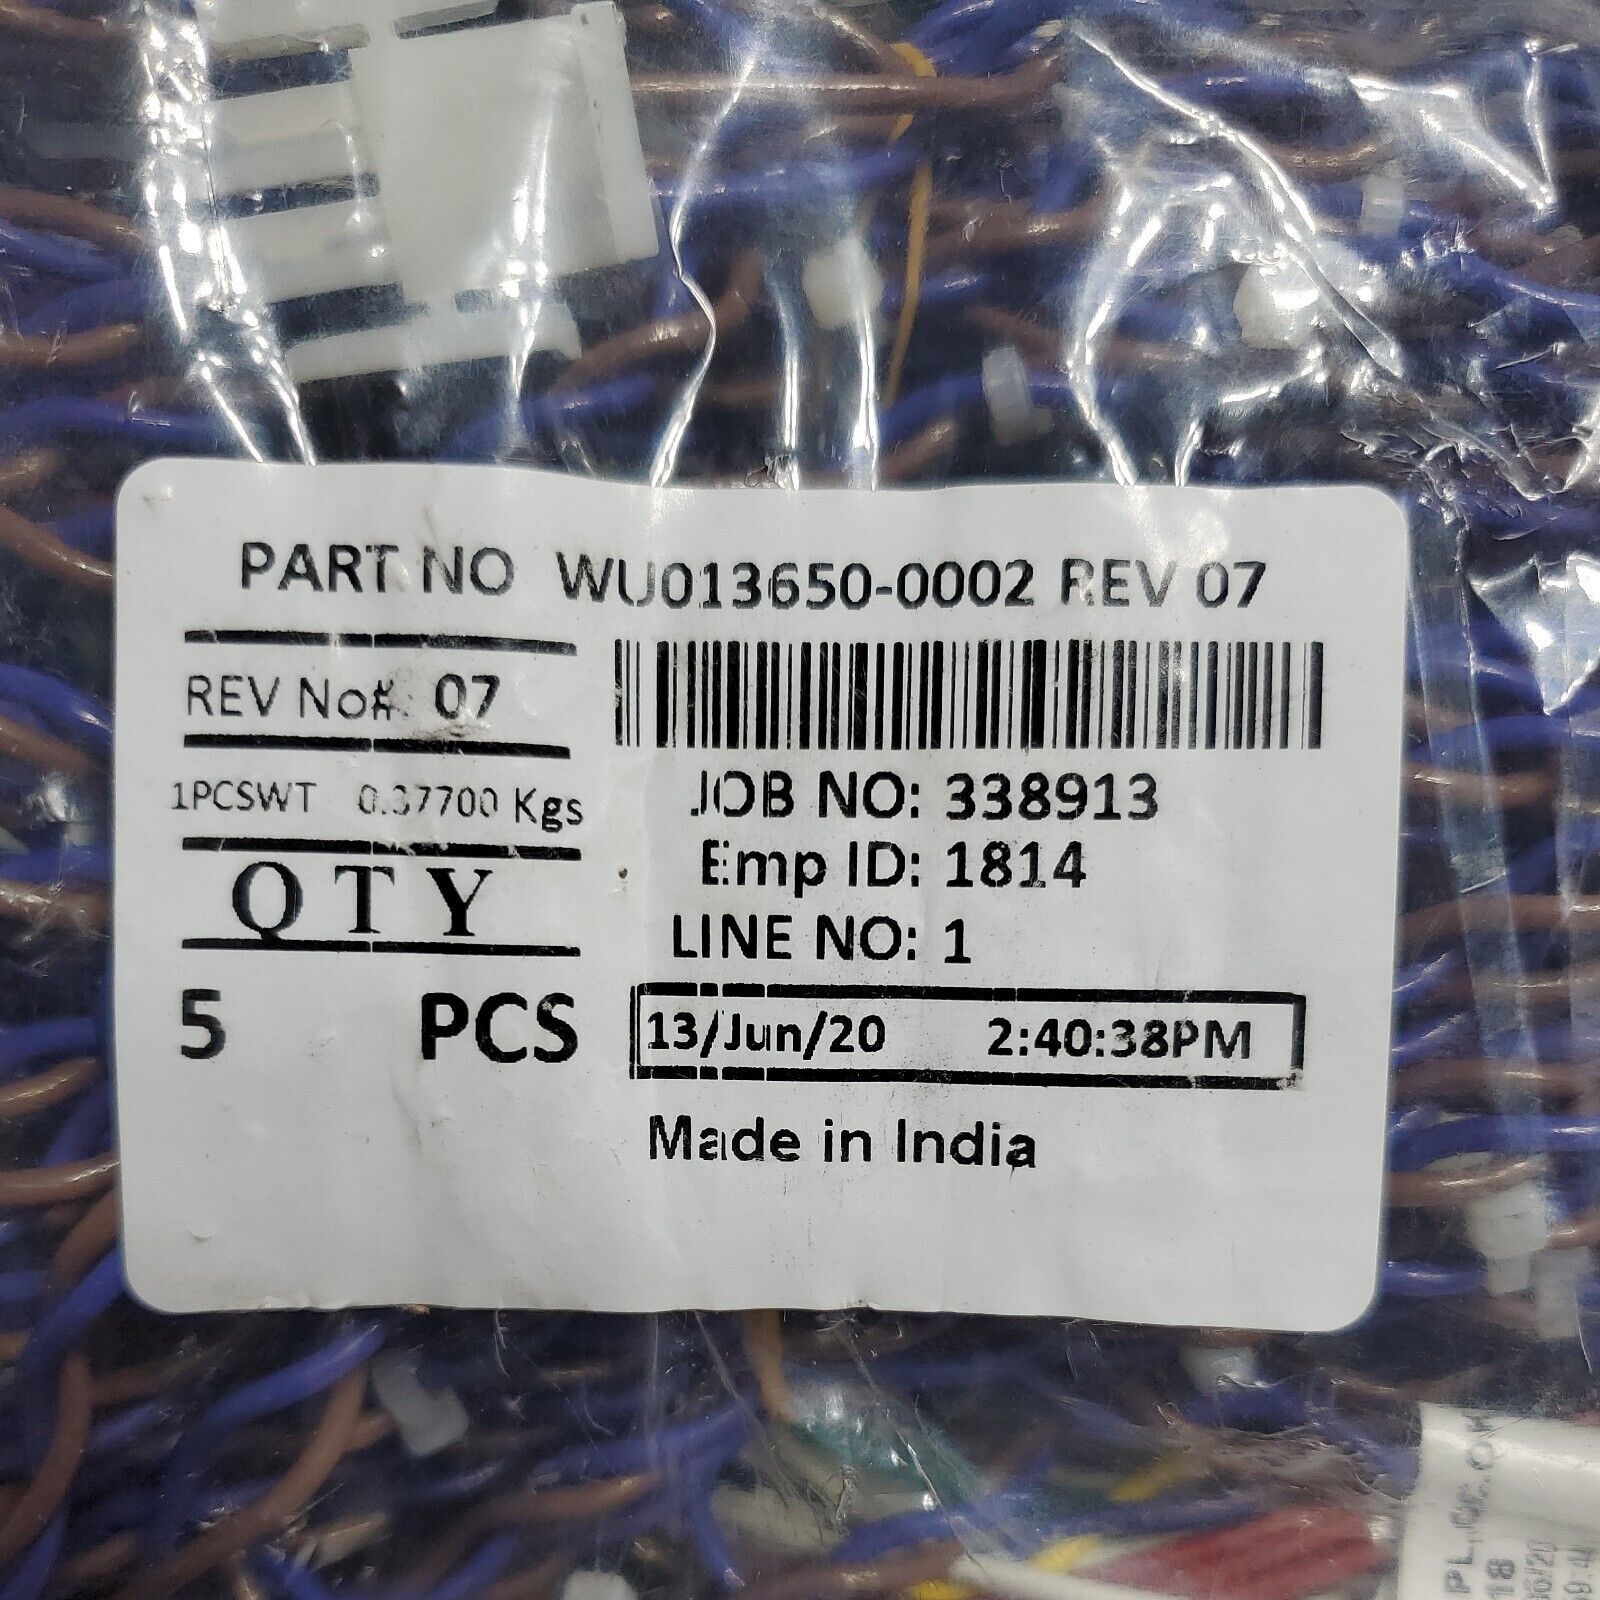 PART NO WU013650-0002 REV 07
REV No#: 07
1PCSWT 0.37700 Kgs
QTY
5 PCS
JOB NO: 338913
Emp ID: 1814
LINE NO: 1
13/Jun/20 2:40:38PM
Made in India
18